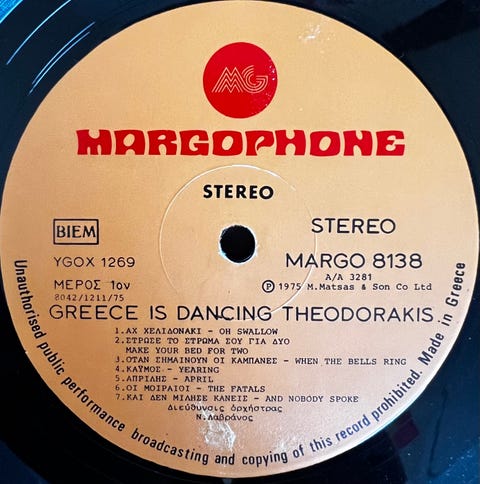 MG
MARGOPHONE
STEREO
BIEM
STEREO
YGOX 1269
MARGO 8138
A/A 3281
ΜΕΡΟΣ 1ον
Ⓟ 1975 M.Matsas & Son Co Ltd
8042/1211/75
GREECE IS DANCING THEODORAKIS
1.ΑΧ ΧΕΛΙΔΟΝΑΚΙ - OH SWALLOW
2.ΣΤΡΩΣΕ ΤΟ ΣΤΡΩΜΑ ΣΟΥ ΓΙΑ ΔΥΟ
MAKE YOUR BED FOR TWO
3.ΟΤΑΝ ΣΗΜΑΙΝΟΥΝ ΟΙ ΚΑΜΠΑΝΕΣ - WHEN THE BELLS RING
4.ΚΑΥΜΟΣ - YEARING
5.ΑΠΡΙΛΗΣ - APRIL
6.ΟΙ ΜΟΙΡΑΙΟΙ - THE FATALS
7.ΚΑΙ ΔΕΝ ΜΙΛΗΣΕ ΚΑΝΕΙΣ - AND NOBODY SPOKE
Διεύθυνσις ὀρχήστρας
Ν.Λαβρᾶνος
Unauthorised public performance broadcasting and copying of this record prohibited. Made in Greece